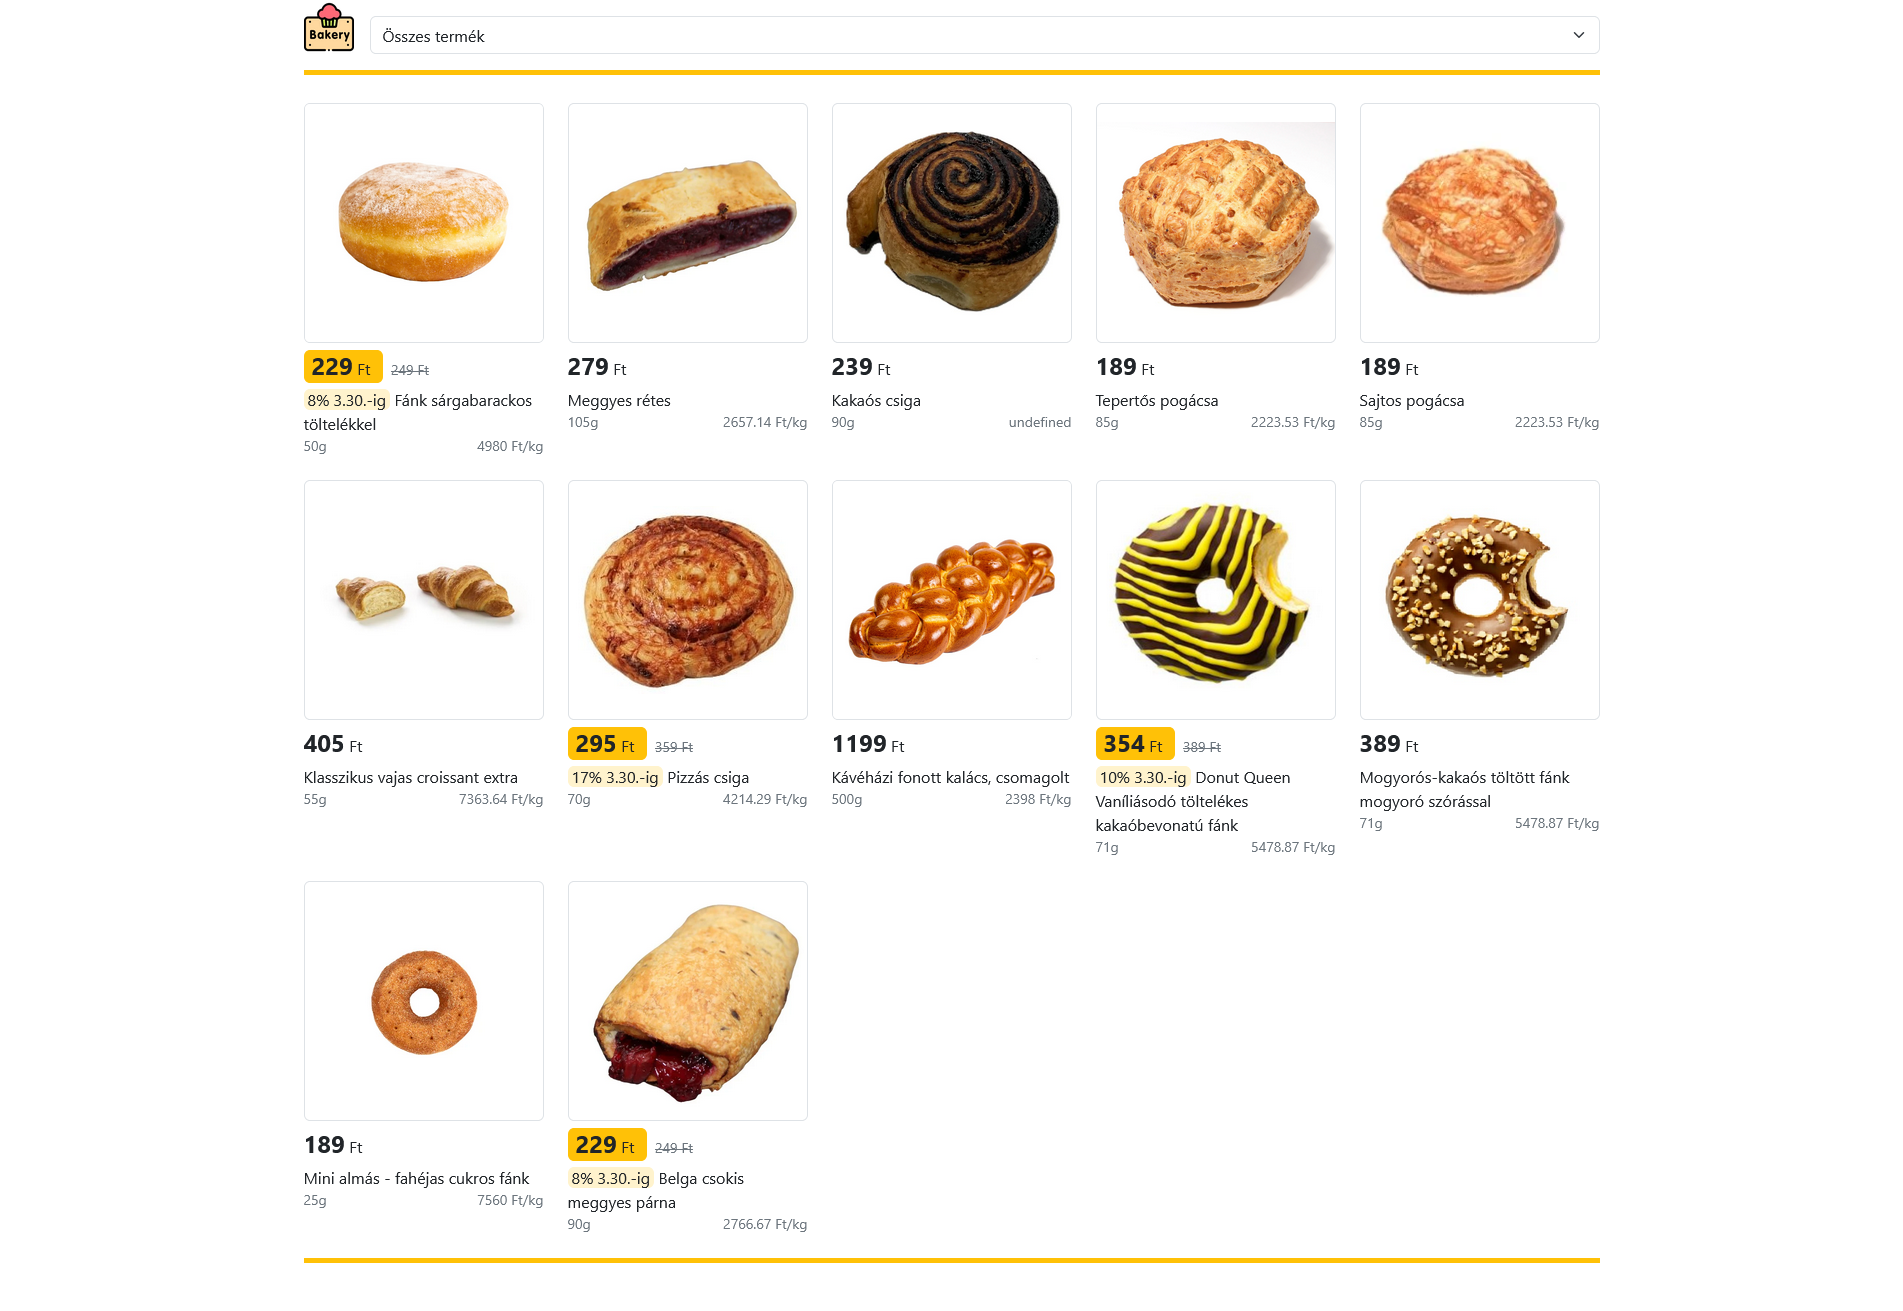 Bakery
Összes termék
229 Ft 249 Ft
8% 3.30.-ig Fánk sárgabarackos
töltelékkel
50g 4980 Ft/kg
279 Ft
Meggyes rétes
105g 2657.14 Ft/kg
239 Ft
Kakaós csiga
90g undefined
189 Ft
Tepertős pogácsa
85g 2223.53 Ft/kg
189 Ft
Sajtos pogácsa
85g 2223.53 Ft/kg
405 Ft
Klasszikus vajas croissant extra
55g 7363.64 Ft/kg
295 Ft 359 Ft
17% 3.30.-ig Pizzás csiga
70g 4214.29 Ft/kg
1199 Ft
Kávéházi fonott kalács, csomagolt
500g 2398 Ft/kg
354 Ft 389 Ft
10% 3.30.-ig Donut Queen
Vaníliásodó töltelékes
kakaóbevonatú fánk
71g 5478.87 Ft/kg
389 Ft
Mogyorós-kakaós töltött fánk
mogyoró szórással
71g 5478.87 Ft/kg
189 Ft
Mini almás - fahéjas cukros fánk
25g 7560 Ft/kg
229 Ft 249 Ft
8% 3.30.-ig Belga csokis
meggyes párna
90g 2766.67 Ft/kg